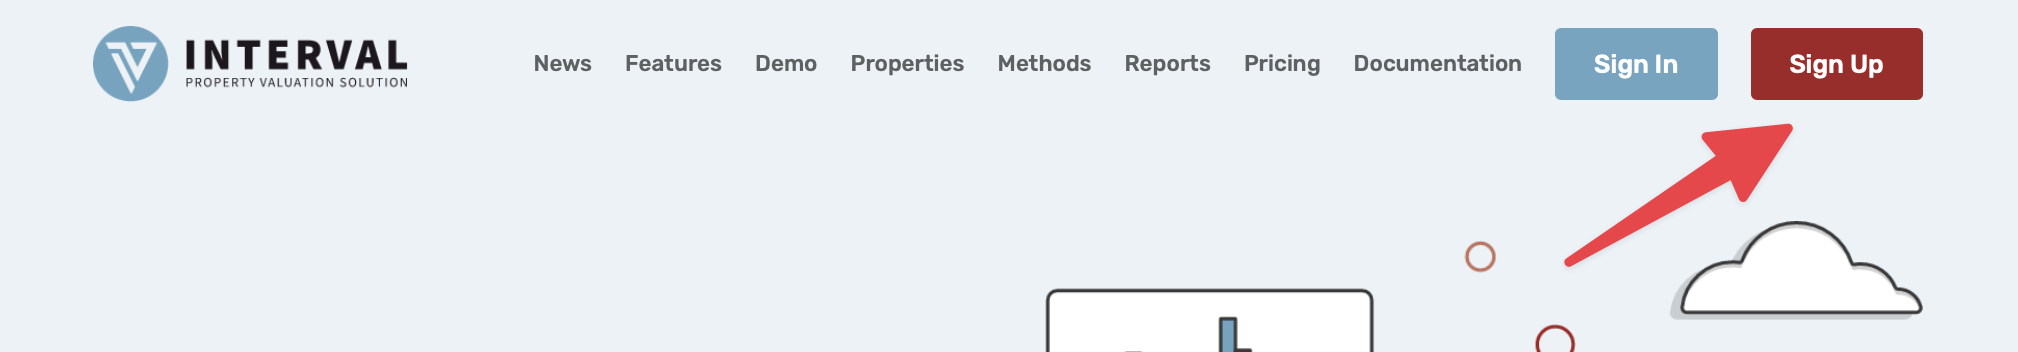 INTERVAL
PROPERTY VALUATION SOLUTION
News Features Demo Properties Methods Reports Pricing Documentation Sign In Sign Up